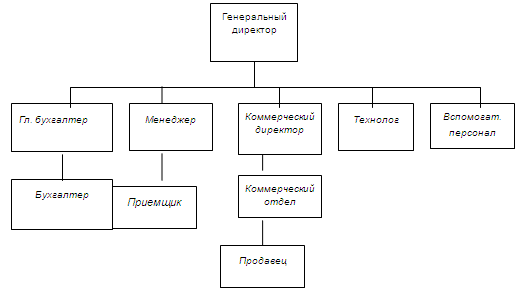 Генеральный
директор
Гл. бухгалтер
Менеджер
Коммерческий
директор
Технолог
Вспомогат.
персонал
Бухгалтер
Приемщик
Коммерческий
отдел
Продавец